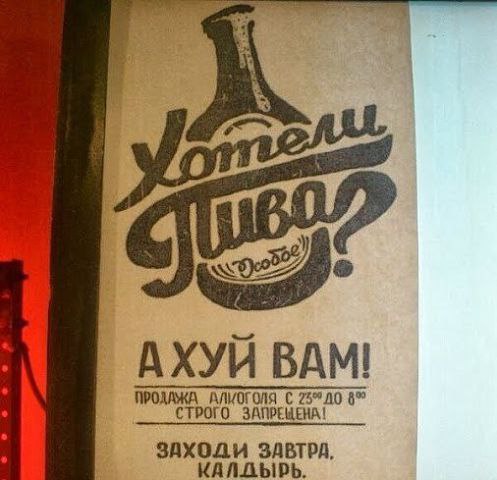 Хотели
Пива?
"Особое"
А ХУЙ ВАМ!
ПРОДАЖА АЛКОГОЛЯ С 23⁰⁰ ДО 8⁰⁰
СТРОГО ЗАПРЕЩЕНА!
ЗАХОДИ ЗАВТРА,
КАЛДЫРЬ.